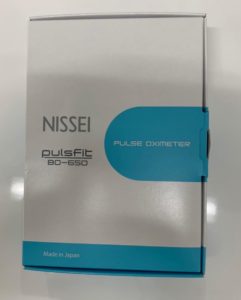 NISSEI
pulsfit
BO-650
PULSE OXIMETER
Made in Japan